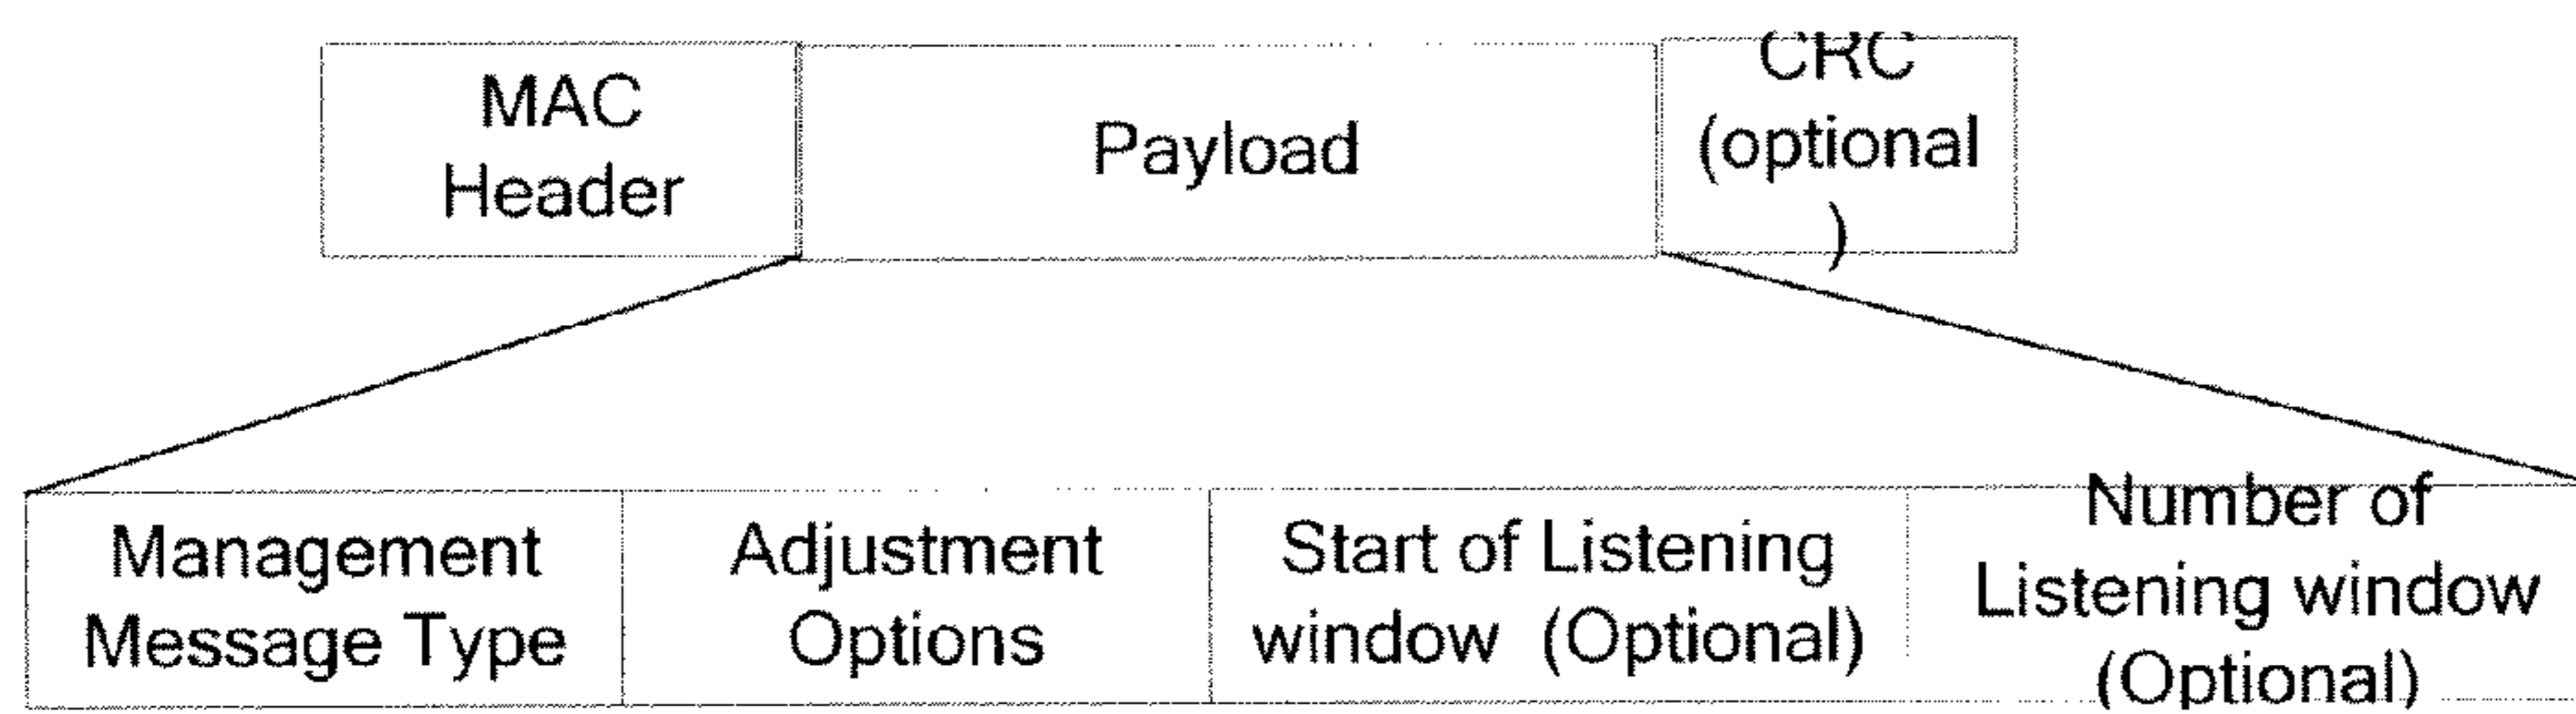 MAC
Header
Payload
CRC
(optional
)
Management
Message Type
Adjustment
Options
Start of Listening
window (Optional)
Number of
Listening window
(Optional)